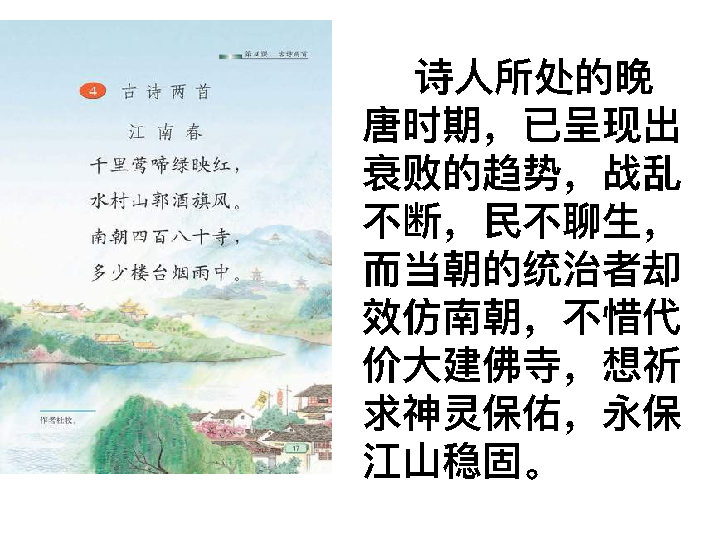 第四课 古诗两首
4 古诗两首
江南春
千里莺啼绿映红，
水村山郭酒旗风。
南朝四百八十寺，
多少楼台烟雨中。
作者杜牧。
17
诗人所处的晚
唐时期，已呈现出
衰败的趋势，战乱
不断，民不聊生，
而当朝的统治者却
效仿南朝，不惜代
价大建佛寺，想祈
求神灵保佑，永保
江山稳固。